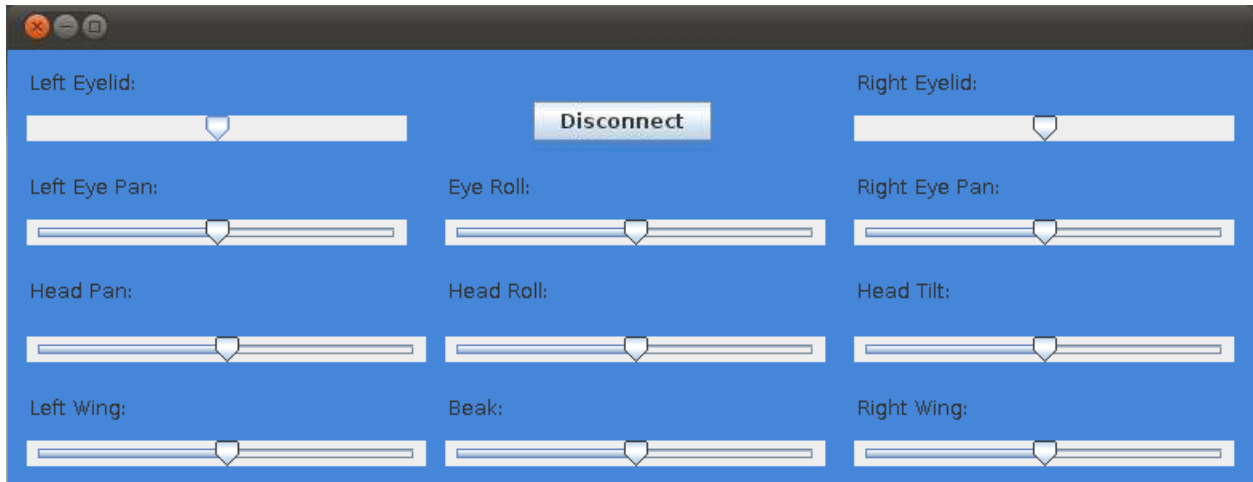 Left Eyelid:
Disconnect
Right Eyelid:
Left Eye Pan:
Eye Roll:
Right Eye Pan:
Head Pan:
Head Roll:
Head Tilt:
Left Wing:
Beak:
Right Wing: